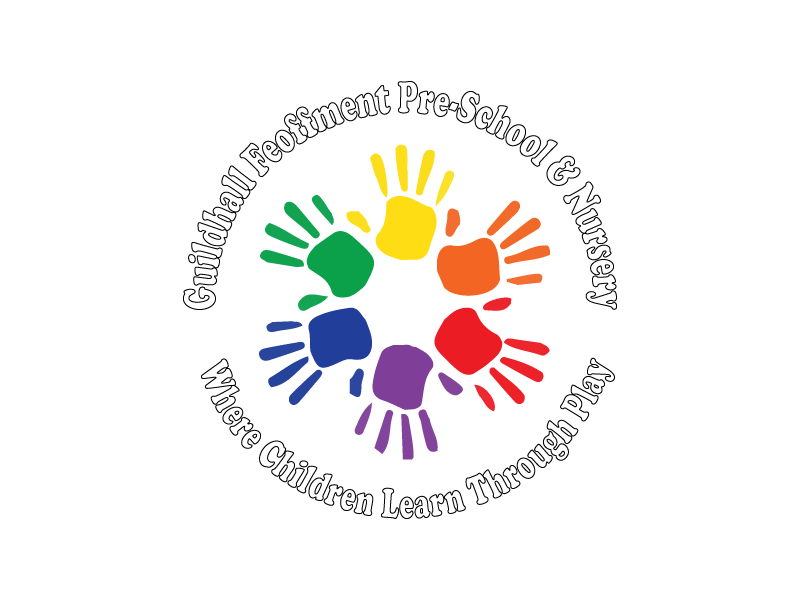 Guildhall Feoffment Pre-School & Nursery
Where Children Learn Through Play